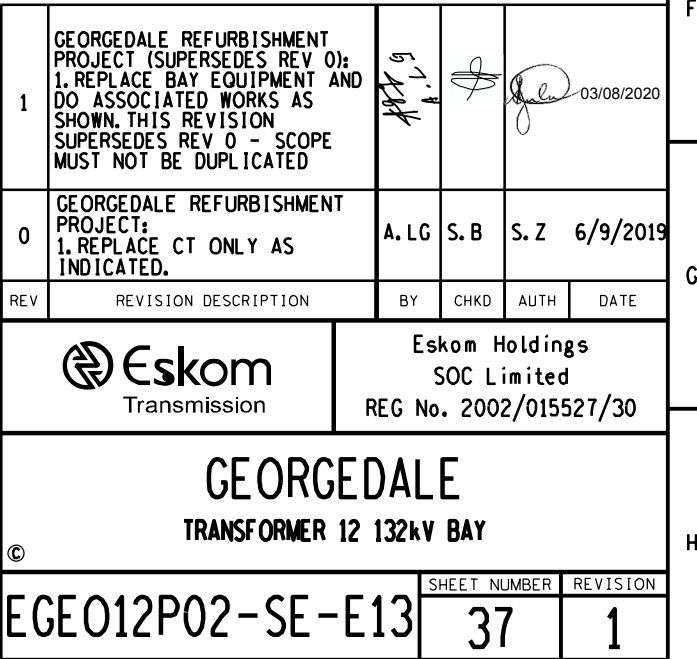 F
1
GEORGEDALE REFURBISHMENT
PROJECT (SUPERSEDES REV 0):
1. REPLACE BAY EQUIPMENT AND
DO ASSOCIATED WORKS AS
SHOWN. THIS REVISION
SUPERSEDES REV 0 - SCOPE
MUST NOT BE DUPLICATED
03/08/2020
0
GEORGEDALE REFURBISHMENT
PROJECT:
1. REPLACE CT ONLY AS
INDICATED.
A.LG
S.B
S.Z
6/9/2019
G
REV
REVISION DESCRIPTION
BY
CHKD
AUTH
DATE
Eskom
Transmission
Eskom Holdings
SOC Limited
REG No. 2002/015527/30
GEORGEDALE
TRANSFORMER 12 132kV BAY
©
H
SHEET NUMBER
REVISION
EGE012P02-SE-E13
37
1